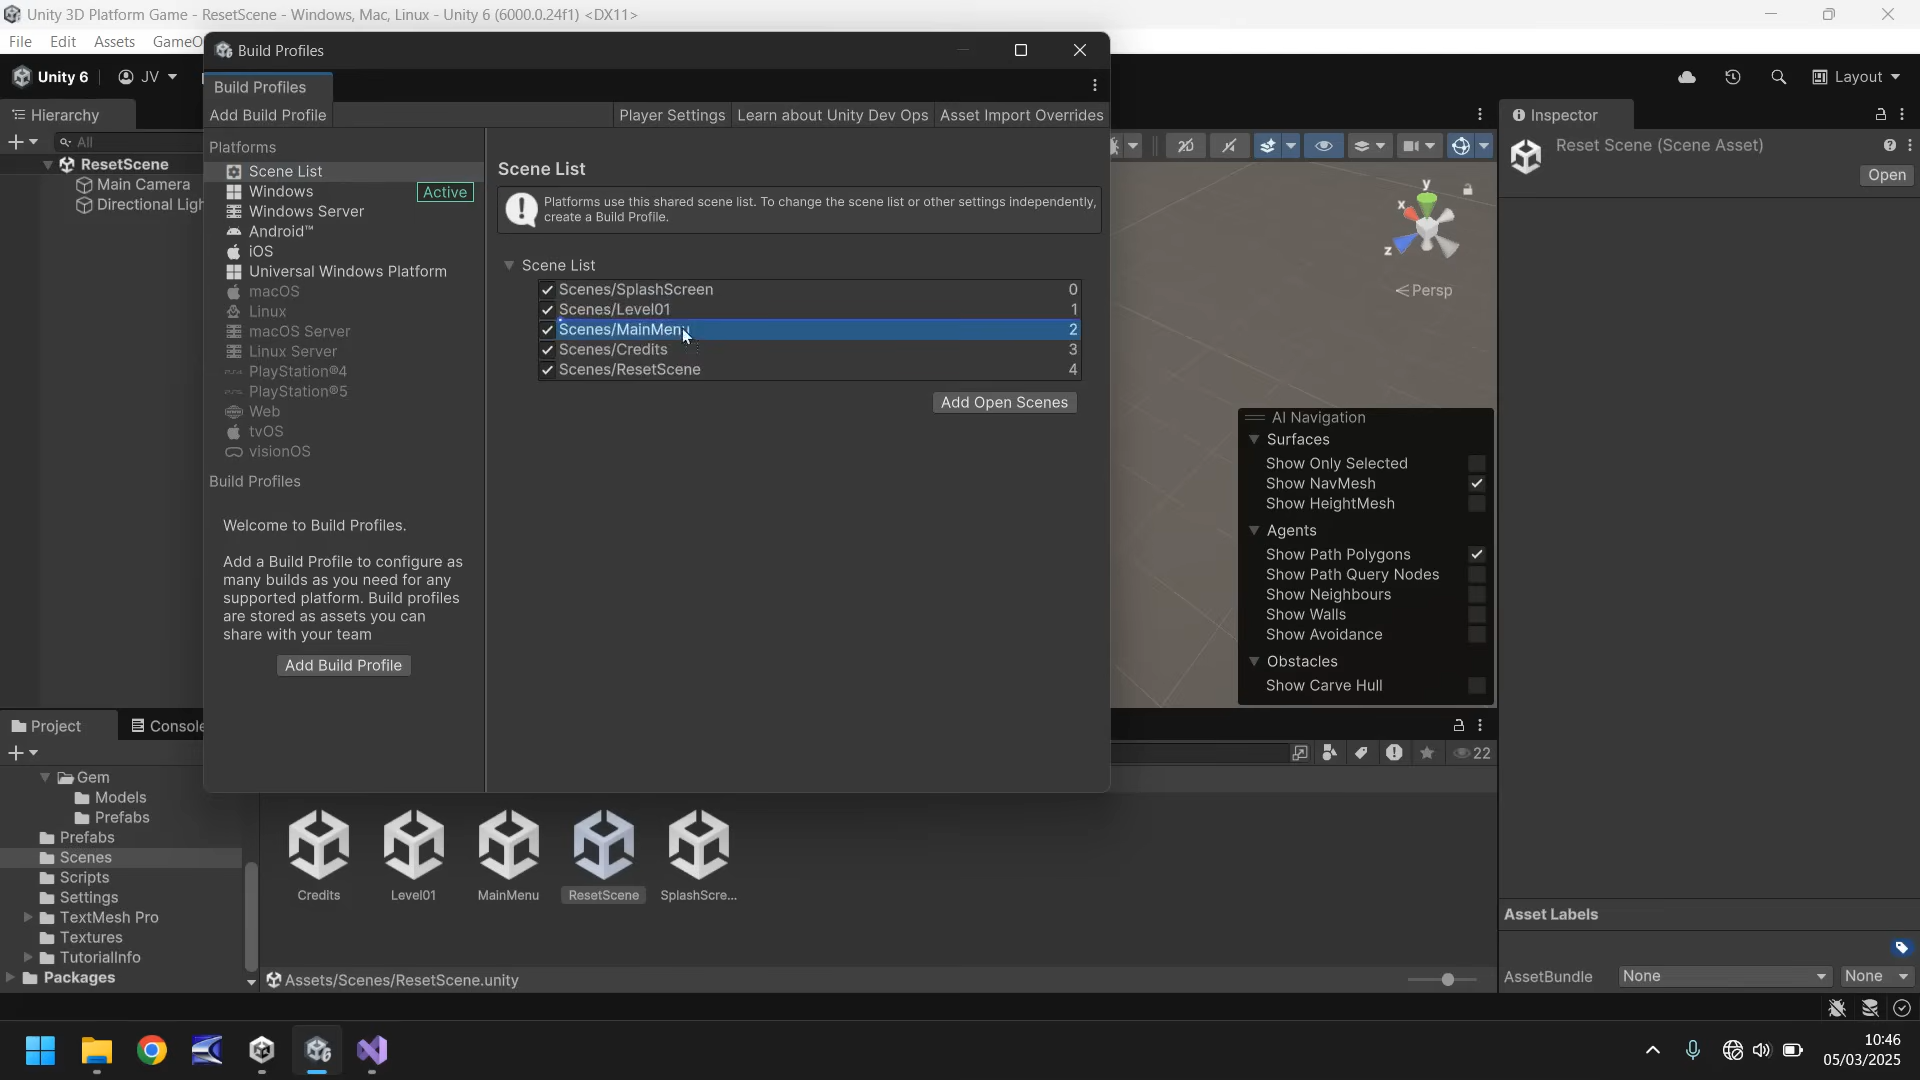 Unity 3D Platform Game - ResetScene - Windows, Mac, Linux - Unity 6 (6000.0.24f1) <DX11>
File Edit Assets GameO
Build Profiles
Unity 6
JV
Layout
Build Profiles
Add Build Profile
Player Settings
Learn about Unity Dev Ops
Asset Import Overrides
Hierarchy
All
ResetScene
Main Camera
Directional Ligh
Platforms
Scene List
Windows
Active
Windows Server
Android™
iOS
Universal Windows Platform
macOS
Linux
macOS Server
Linux Server
PlayStation®4
PlayStation®5
Web
tvOS
visionOS
Build Profiles
Welcome to Build Profiles.
Add a Build Profile to configure as
many builds as you need for any
supported platform. Build profiles
are stored as assets you can
share with your team
Add Build Profile
Scene List
Platforms use this shared scene list. To change the scene list or other settings independently,
create a Build Profile.
Scene List
Scenes/SplashScreen 0
Scenes/Level01 1
Scenes/MainMenu 2
Scenes/Credits 3
Scenes/ResetScene 4
Add Open Scenes
y
x
z
Persp
AI Navigation
Surfaces
Show Only Selected
Show NavMesh
Show HeightMesh
Agents
Show Path Polygons
Show Path Query Nodes
Show Neighbours
Show Walls
Show Avoidance
Obstacles
Show Carve Hull
Inspector
Reset Scene (Scene Asset)
Open
Asset Labels
AssetBundle
None
None
Project
Console
22
Gem
Models
Prefabs
Prefabs
Scenes
Scripts
Settings
TextMesh Pro
Textures
TutorialInfo
Packages
Credits
Level01
MainMenu
ResetScene
SplashScre...
Assets/Scenes/ResetScene.unity
10:46
05/03/2025